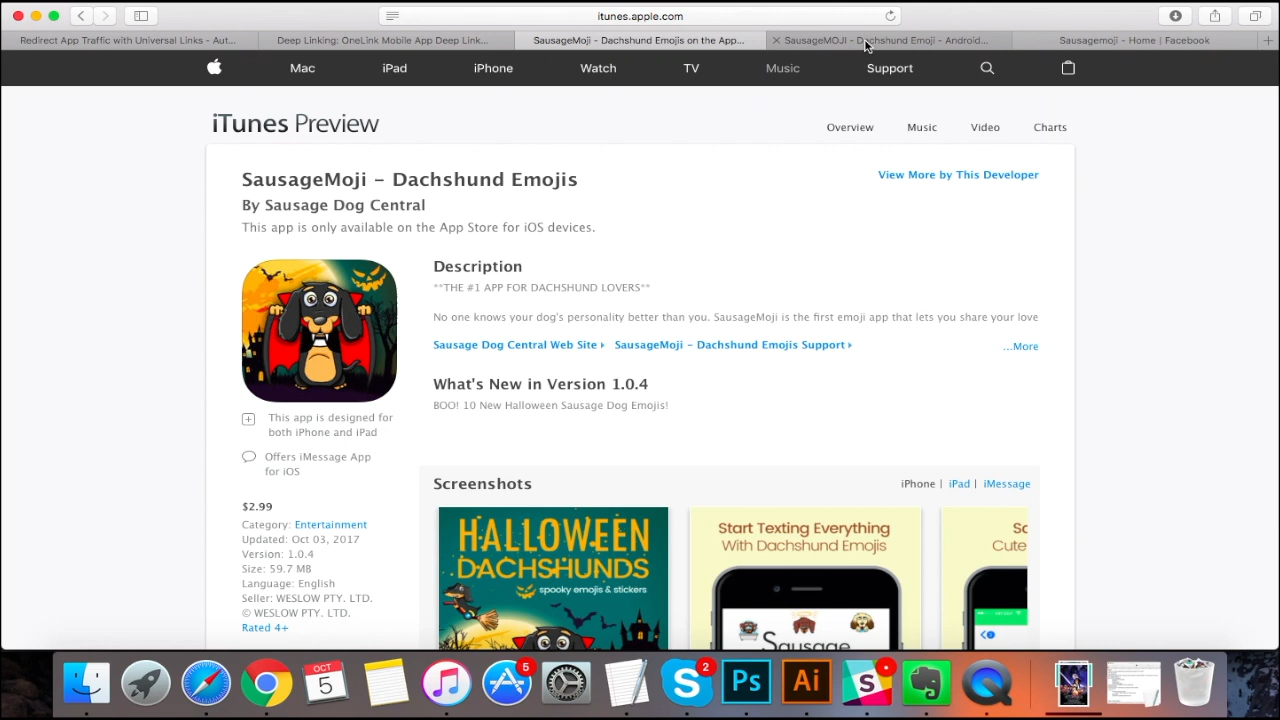 itunes.apple.com
Redirect App Traffic with Universal Links - Aut...
Deep Linking: OneLink Mobile App Deep Link...
SausageMoji - Dachshund Emojis on the App...
SausageMOJI - Dachshund Emoji - Android...
Sausagemoji - Home | Facebook
Mac
iPad
iPhone
Watch
TV
Music
Support
iTunes Preview
Overview
Music
Video
Charts
SausageMoji - Dachshund Emojis
View More by This Developer
By Sausage Dog Central
This app is only available on the App Store for iOS devices.
Description
**THE #1 APP FOR DACHSHUND LOVERS**
No one knows your dog's personality better than you. SausageMoji is the first emoji app that lets you share your love
Sausage Dog Central Web Site
SausageMoji - Dachshund Emojis Support
...More
What's New in Version 1.0.4
BOO! 10 New Halloween Sausage Dog Emojis!
This app is designed for
both iPhone and iPad
Offers iMessage App
for iOS
$2.99
Category: Entertainment
Updated: Oct 03, 2017
Version: 1.0.4
Size: 59.7 MB
Language: English
Seller: WESLOW PTY. LTD.
© WESLOW PTY. LTD.
Rated 4+
Screenshots
iPhone | iPad | iMessage
HALLOWEEN
DACHSHUNDS
spooky emojis & stickers
Start Texting Everything
With Dachshund Emojis
Sausage
Cute
OCT
5
5
2
Ps
Ai